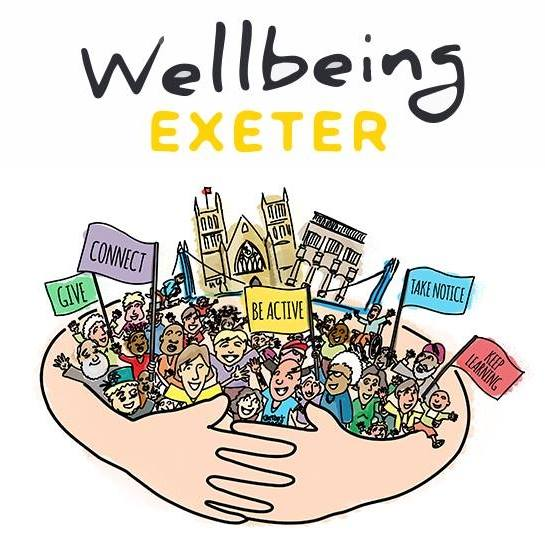 Wellbeing
EXETER
CONNECT
GIVE
BE ACTIVE
TAKE NOTICE
KEEP
LEARNING